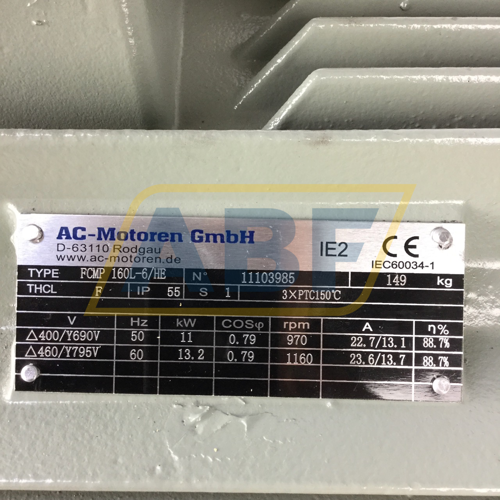 AC-Motoren GmbH
D-63110 Rodgau
www.ac-motoren.de
IE2 CE
IEC60034-1
TYPE FCMP 160L-6/HE N° 11103985 149 kg
THCL F IP 55 S 1 3×PTC150℃
V Hz kW COSφ rpm A η%
△400/Y690V 50 11 0.79 970 22.7/13.1 88.7%
△460/Y795V 60 13.2 0.79 1160 23.6/13.7 88.7%
ABF